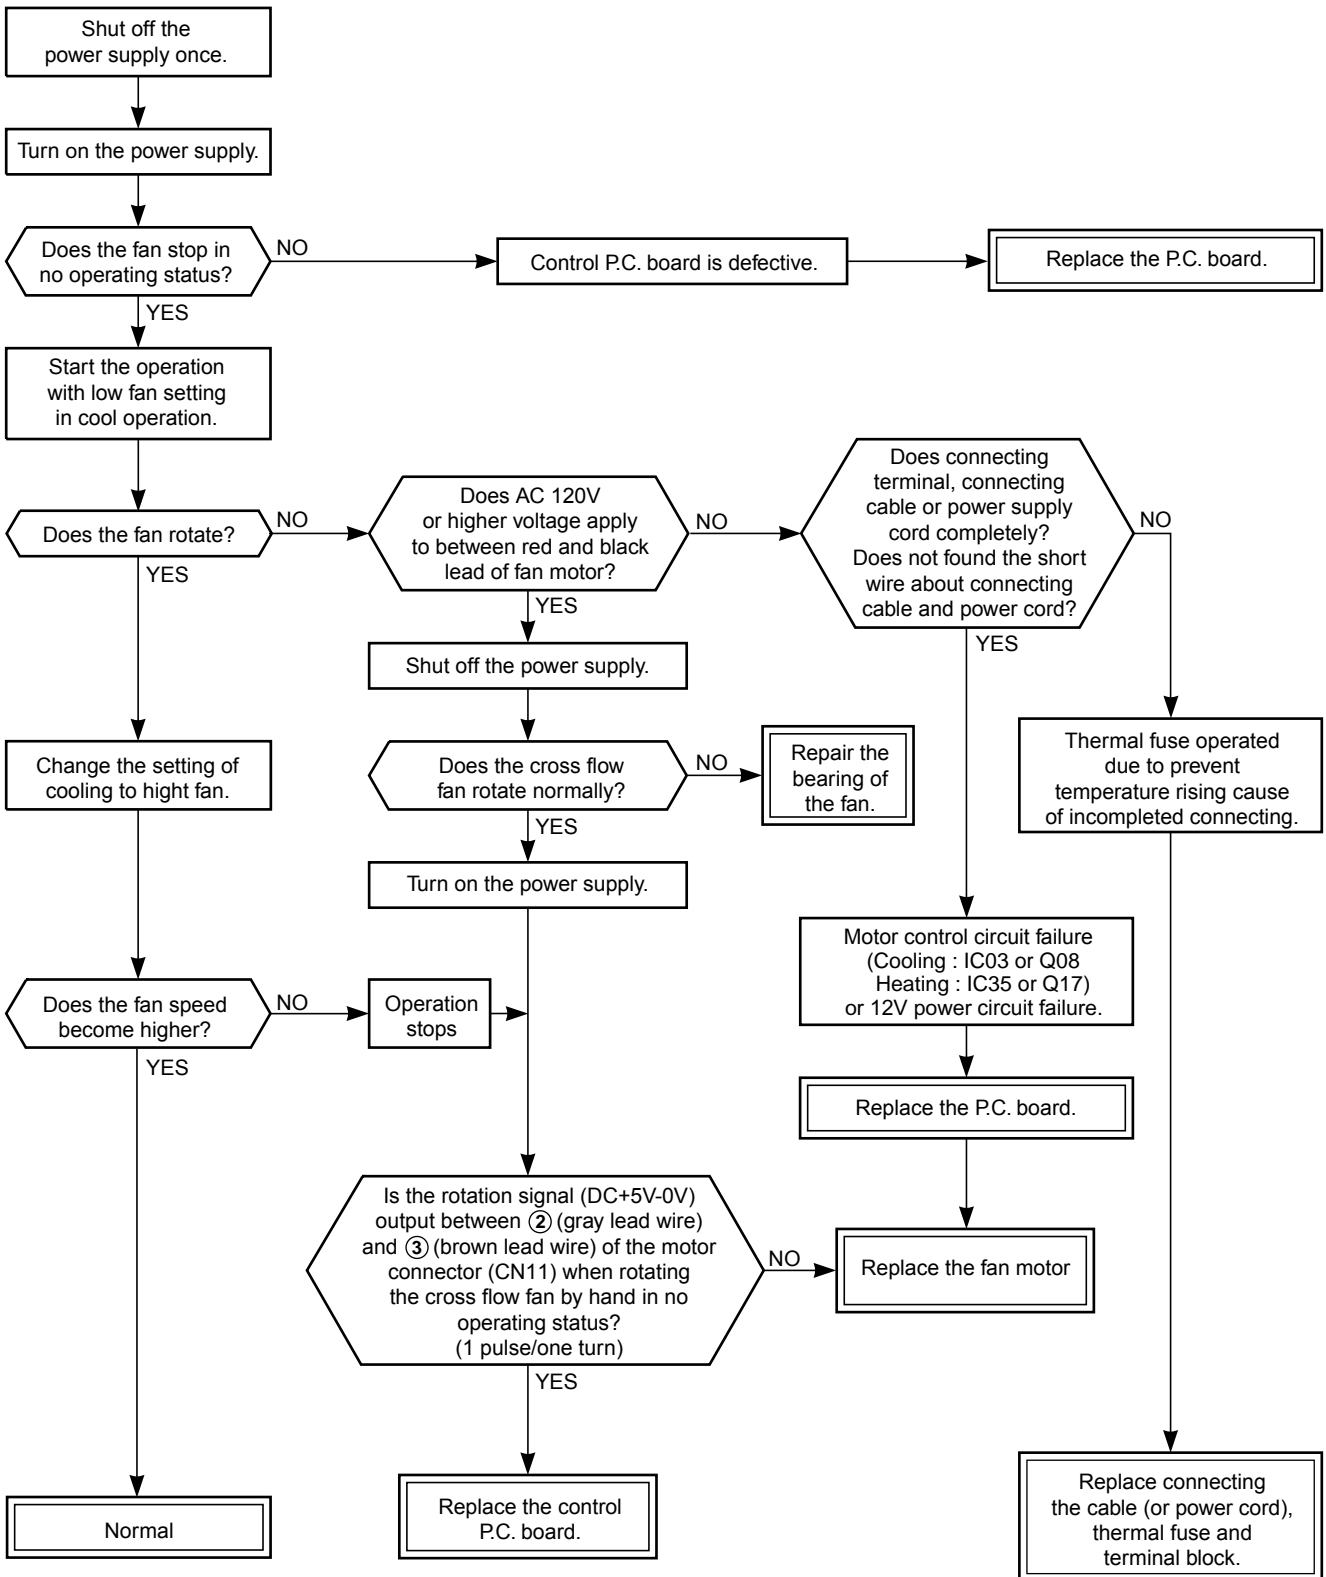 Shut off the
power supply once.
Turn on the power supply.
Does the fan stop in
no operating status?
NO
Control P.C. board is defective.
Replace the P.C. board.
YES
Start the operation
with low fan setting
in cool operation.
Does the fan rotate?
NO
Does AC 120V
or higher voltage apply
to between red and black
lead of fan motor?
NO
Does connecting
terminal, connecting
cable or power supply
cord completely?
Does not found the short
wire about connecting
cable and power cord?
NO
YES
YES
YES
Shut off the power supply.
Change the setting of
cooling to hight fan.
Does the cross flow
fan rotate normally?
NO
Repair the
bearing of
the fan.
Thermal fuse operated
due to prevent
temperature rising cause
of incompleted connecting.
YES
Turn on the power supply.
Motor control circuit failure
(Cooling : IC03 or Q08
Heating : IC35 or Q17)
or 12V power circuit failure.
Does the fan speed
become higher?
NO
Operation
stops
YES
Replace the P.C. board.
Is the rotation signal (DC+5V-0V)
output between ② (gray lead wire)
and ③ (brown lead wire) of the motor
connector (CN11) when rotating
the cross flow fan by hand in no
operating status?
(1 pulse/one turn)
NO
Replace the fan motor
YES
Normal
Replace the control
P.C. board.
Replace connecting
the cable (or power cord),
thermal fuse and
terminal block.